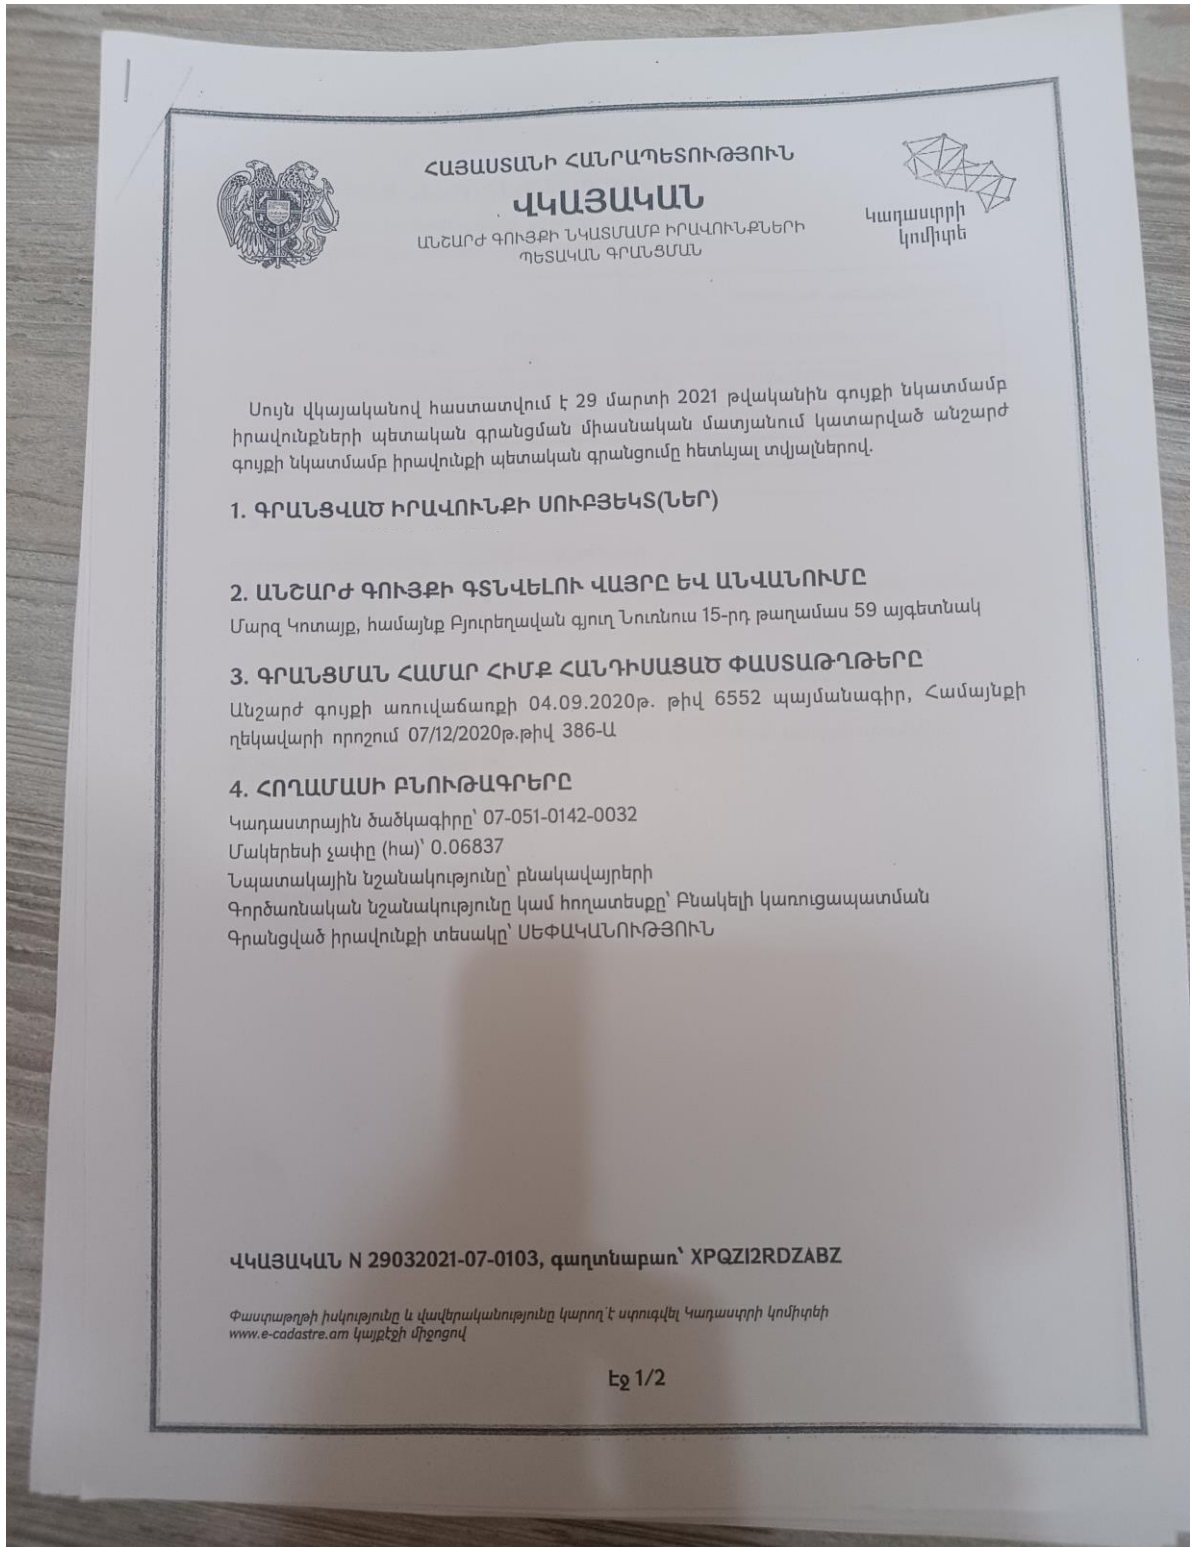 ՀԱՅԱՍՏԱՆԻ ՀԱՆՐԱՊԵՏՈՒԹՅՈՒՆ
ՎԿԱՅԱԿԱՆ
ԱՆՇԱՐԺ ԳՈՒՅՔԻ ՆԿԱՏՄԱՄԲ ԻՐԱՎՈՒՆՔՆԵՐԻ
ՊԵՏԱԿԱՆ ԳՐԱՆՑՄԱՆ
Կադաստրի
կոմիտե
Սույն վկայականով հաստատվում է 29 մարտի 2021 թվականին գույքի նկատմամբ
իրավունքների պետական գրանցման միասնական մատյանում կատարված անշարժ
գույքի նկատմամբ իրավունքի պետական գրանցումը հետևյալ տվյալներով.
1. ԳՐԱՆՑՎԱԾ ԻՐԱՎՈՒՆՔԻ ՍՈՒԲՅԵԿՏ(ՆԵՐ)
2. ԱՆՇԱՐԺ ԳՈՒՅՔԻ ԳՏՆՎԵԼՈՒ ՎԱՅՐԸ ԵՎ ԱՆՎԱՆՈՒՄԸ
Մարզ Կոտայք, համայնք Բյուրեղավան գյուղ Նուռնուս 15-րդ թաղամաս 59 այգետնակ
3. ԳՐԱՆՑՄԱՆ ՀԱՄԱՐ ՀԻՄՔ ՀԱՆԴԻՍԱՑԱԾ ՓԱՍՏԱԹՂԹԵՐԸ
Անշարժ գույքի առուվաճառքի 04.09.2020թ. թիվ 6552 պայմանագիր, Համայնքի
ղեկավարի որոշում 07/12/2020թ.թիվ 386-Ա
4. ՀՈՂԱՄԱՍԻ ԲՆՈՒԹԱԳՐԵՐԸ
Կադաստրային ծածկագիրը՝ 07-051-0142-0032
Մակերեսի չափը (հա)՝ 0.06837
Նպատակային նշանակությունը՝ բնակավայրերի
Գործառնական նշանակությունը կամ հողատեսքը՝ Բնակելի կառուցապատման
Գրանցված իրավունքի տեսակը՝ ՍԵՓԱԿԱՆՈՒԹՅՈՒՆ
ՎԿԱՅԱԿԱՆ N 29032021-07-0103, գաղտնաբառ՝ XPQZI2RDZABZ
Փաստաթղթի իսկությունը և վավերականությունը կարող է ստուգվել Կադաստրի կոմիտեի
www.e-cadastre.am կայքէջի միջոցով
Էջ 1/2